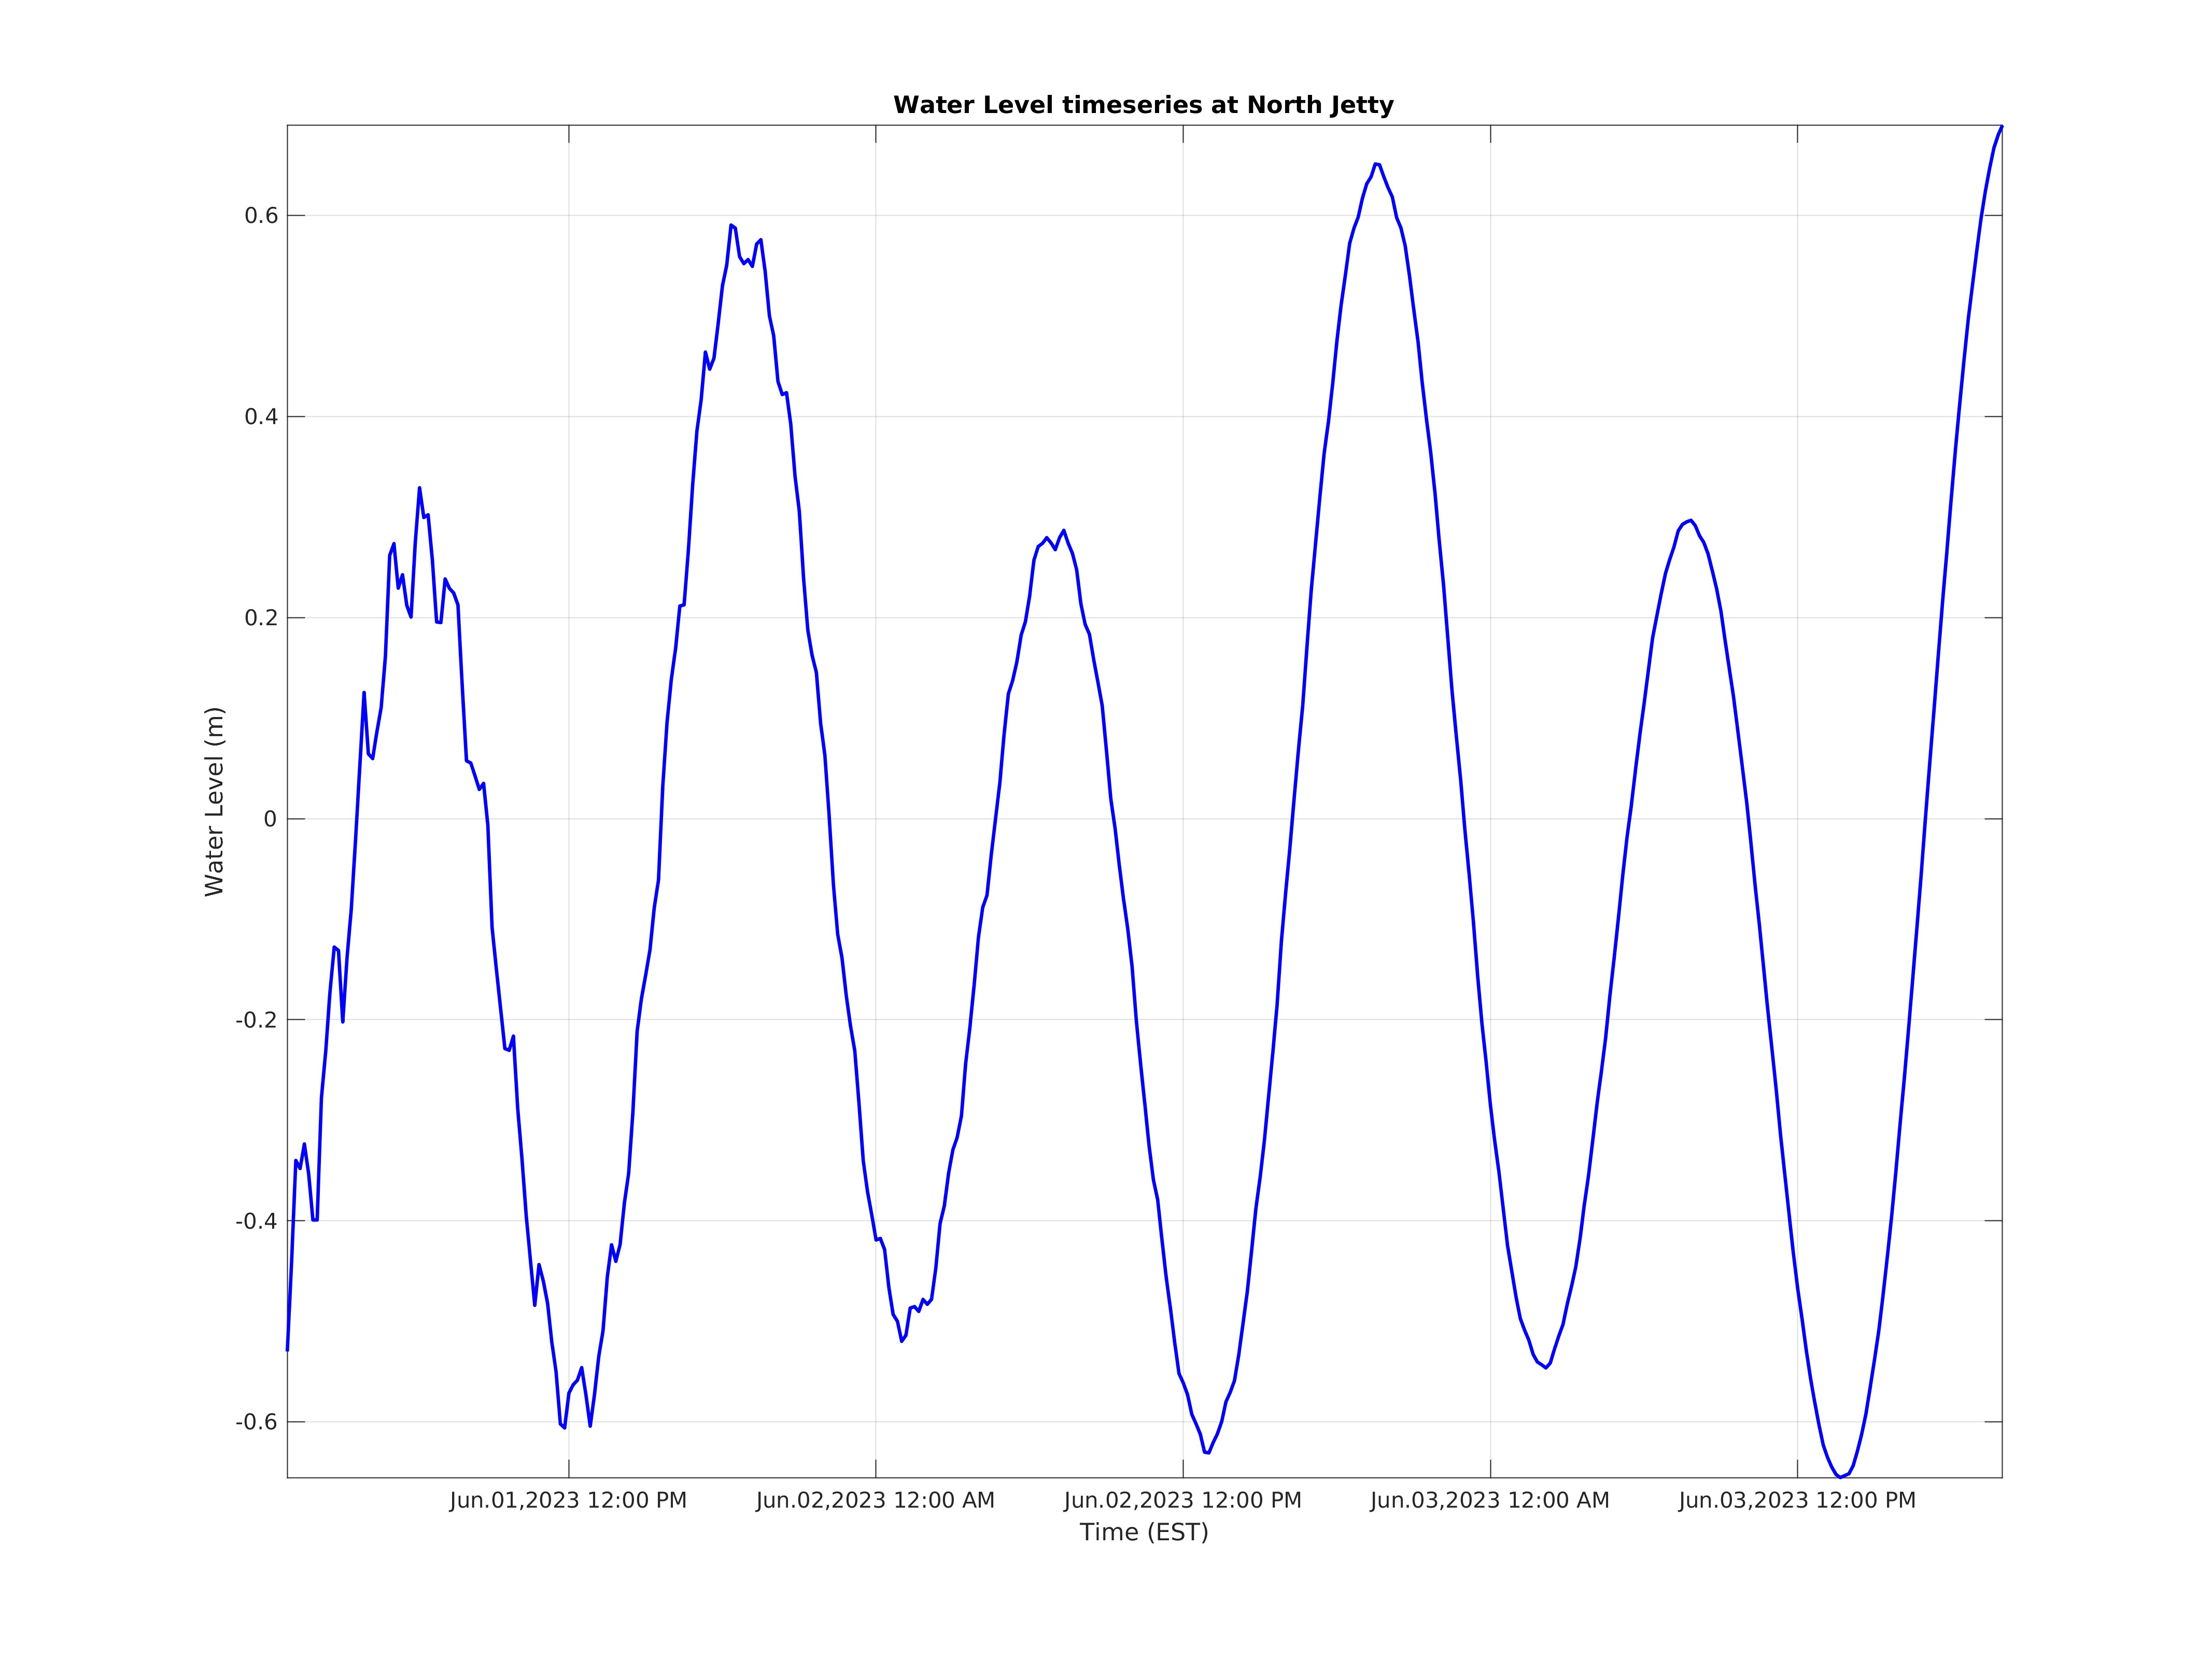 Water Level timeseries at North Jetty
0.6
0.4
0.2
0
-0.2
-0.4
-0.6
Water Level (m)
Jun.01,2023 12:00 PM
Jun.02,2023 12:00 AM
Jun.02,2023 12:00 PM
Jun.03,2023 12:00 AM
Jun.03,2023 12:00 PM
Time (EST)